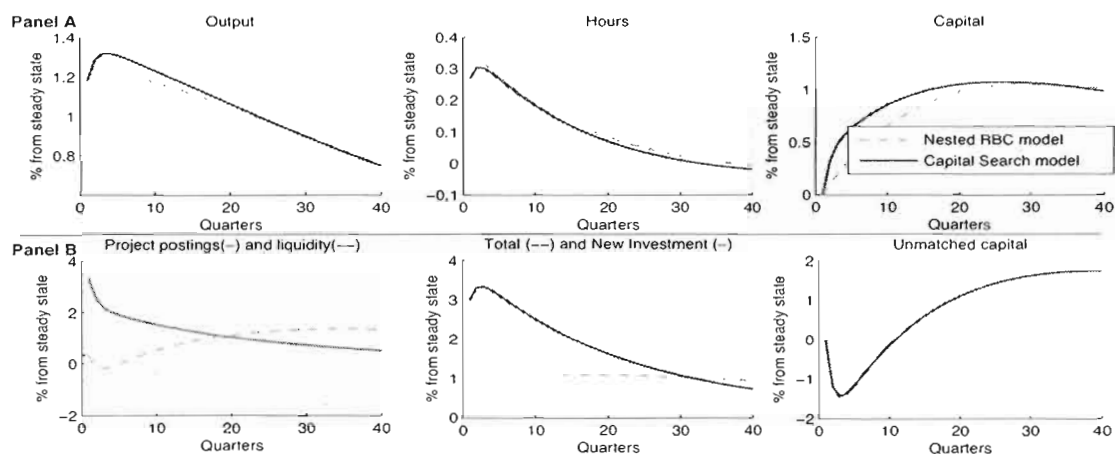 Panel A
Output
Hours
Capital
% from steady state
1.4
1.2
1
0.8
0
10
20
30
40
Quarters
% from steady state
0.4
0.3
0.2
0.1
0
−0.1
0
10
20
30
40
Quarters
% from steady state
1.5
1
0.5
0
0
10
20
30
40
Quarters
Nested RBC model
Capital Search model
Panel B
Project postings(−) and liquidity(−−)
Total (−−) and New Investment (−)
Unmatched capital
% from steady state
4
2
0
−2
0
10
20
30
40
Quarters
% from steady state
4
3
2
1
0
0
10
20
30
40
Quarters
% from steady state
2
1
0
−1
−2
0
10
20
30
40
Quarters